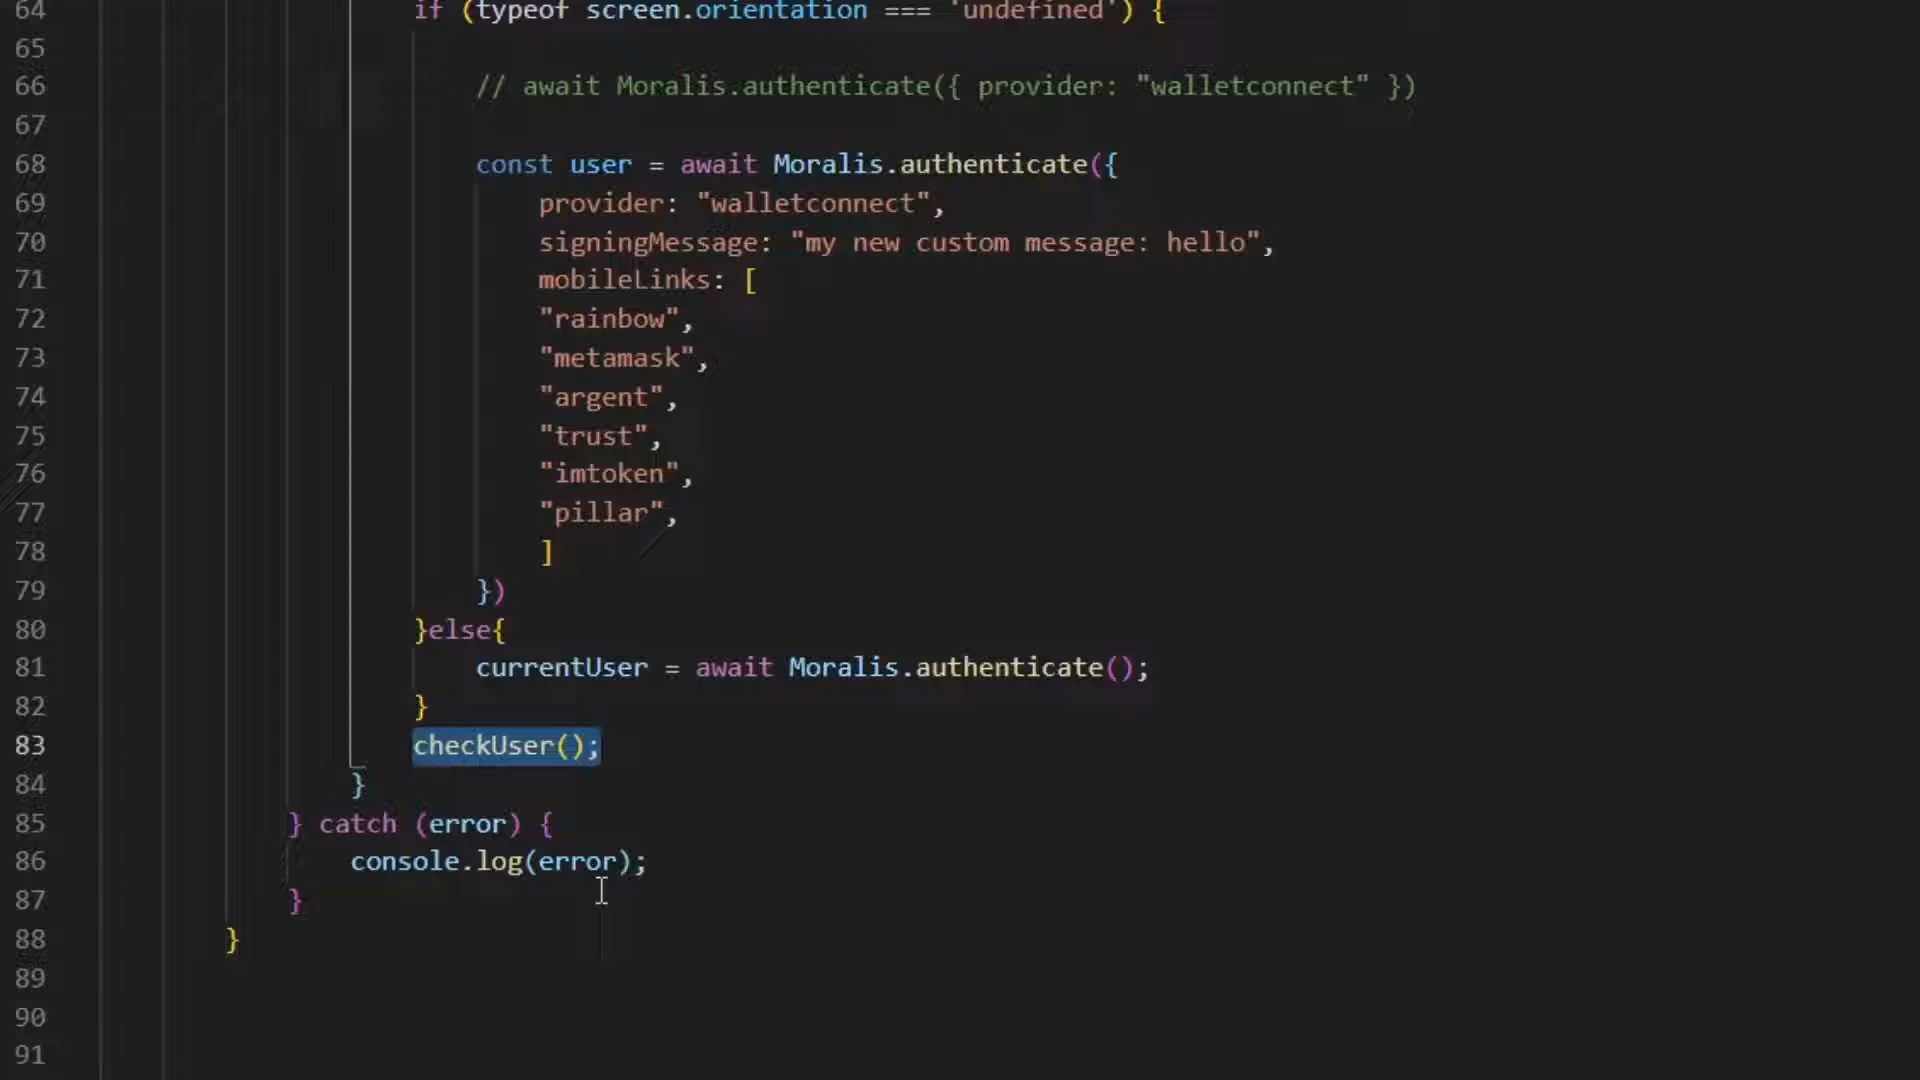 64 if (typeof screen.orientation === 'undefined') {
65
66 // await Moralis.authenticate({ provider: "walletconnect" })
67
68 const user = await Moralis.authenticate({
69 provider: "walletconnect",
70 signingMessage: "my new custom message: hello",
71 mobileLinks: [
72 "rainbow",
73 "metamask",
74 "argent",
75 "trust",
76 "imtoken",
77 "pillar",
78 ]
79 })
80 }else{
81 currentUser = await Moralis.authenticate();
82 }
83 checkUser();
84 }
85 } catch (error) {
86 console.log(error);
87 }
88 }
89
90
91